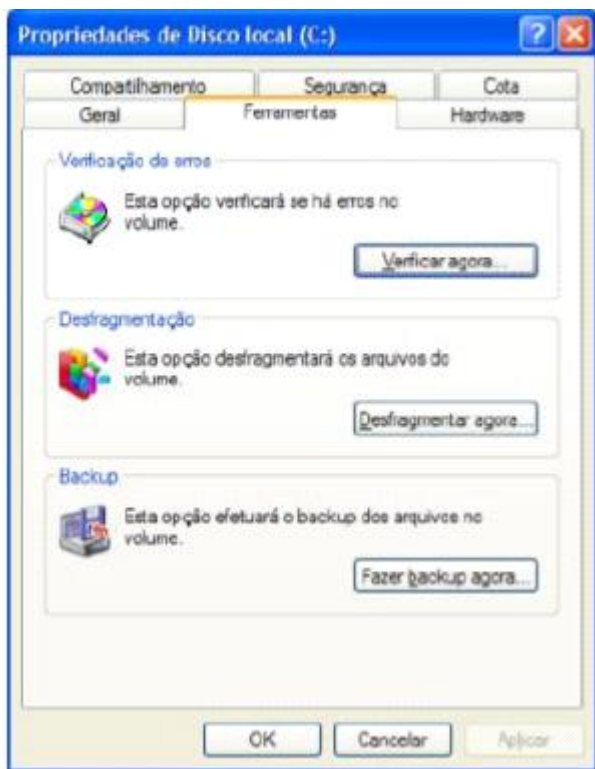 Propriedades de Disco local (C:)
Compatilhamento Segurança Cota
Geral Ferramentas Hardware
Verificação de erros
Esta opção verificará se há erros no
volume.
Verificar agora...
Desfragmentação
Esta opção desfragmentará os arquivos do
volume.
Desfragmentar agora...
Backup
Esta opção efetuará o backup dos arquivos no
volume.
Fazer backup agora...
OK Cancelar Aplicar